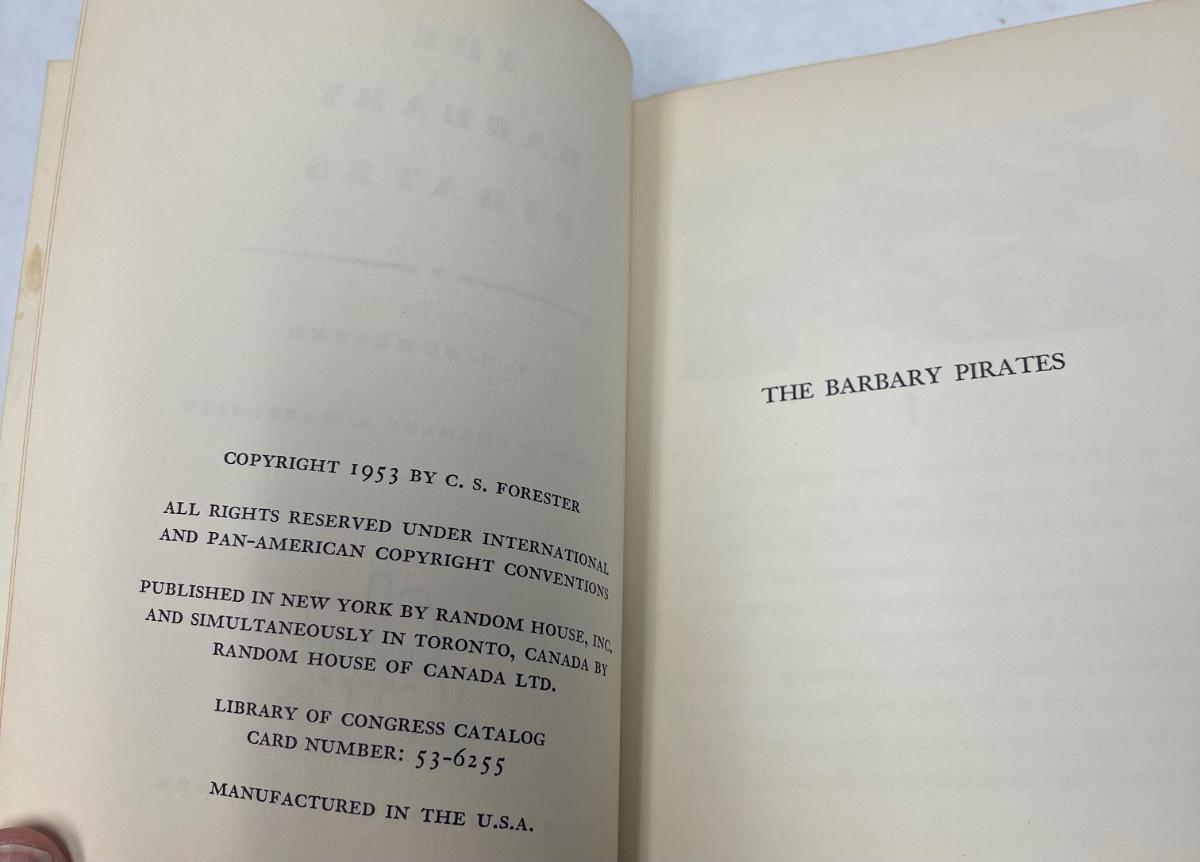 COPYRIGHT 1953 BY C. S. FORESTER
ALL RIGHTS RESERVED UNDER INTERNATIONAL
AND PAN-AMERICAN COPYRIGHT CONVENTIONS
PUBLISHED IN NEW YORK BY RANDOM HOUSE, INC.
AND SIMULTANEOUSLY IN TORONTO, CANADA BY
RANDOM HOUSE OF CANADA LTD.
LIBRARY OF CONGRESS CATALOG
CARD NUMBER: 53-6255
MANUFACTURED IN THE U.S.A.
THE BARBARY PIRATES